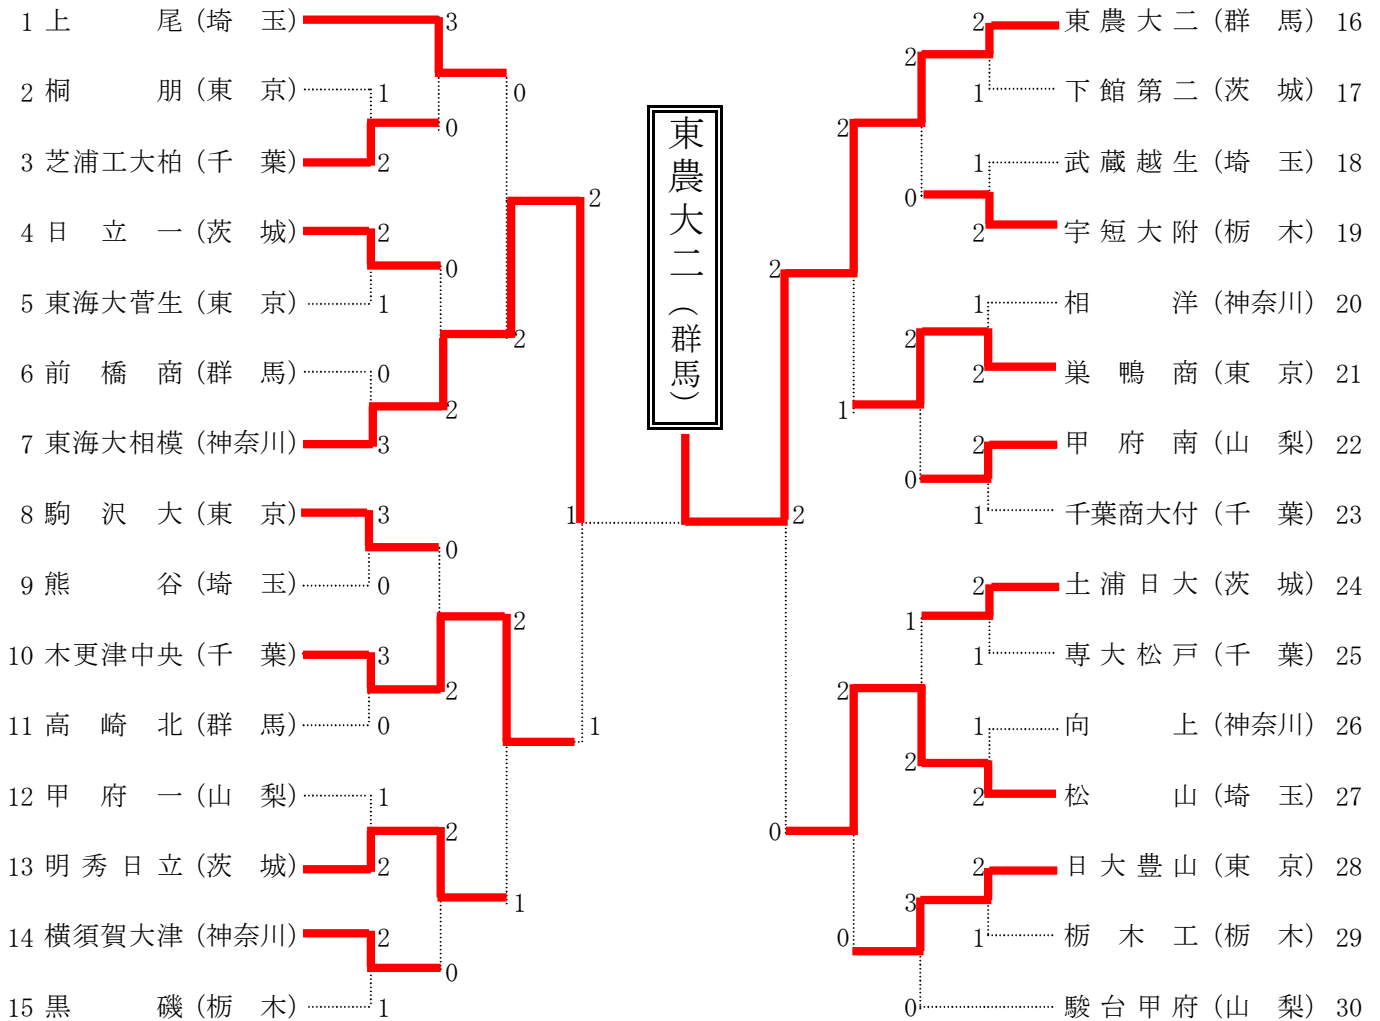 1 上尾 (埼玉) 3
2 桐朋 (東京) 1
0
0
3 芝浦工大柏 (千葉) 2
4 日立一 (茨城) 2
2
0
5 東海大菅生 (東京) 1
2
6 前橋商 (群馬) 0
2
7 東海大相模 (神奈川) 3
8 駒沢大 (東京) 3
1
0
9 熊谷 (埼玉) 0
2
10 木更津中央 (千葉) 3
2
11 高崎北 (群馬) 0
1
12 甲府一 (山梨) 1
2
13 明秀日立 (茨城) 2
1
14 横須賀大津 (神奈川) 2
0
15 黒磯 (栃木) 1
東農大二(群馬)
2 東農大二 (群馬) 16
2
1 下館第二 (茨城) 17
2
1 武蔵越生 (埼玉) 18
0
2 宇短大附 (栃木) 19
2
1 相洋 (神奈川) 20
2
2 巣鴨商 (東京) 21
1
2 甲府南 (山梨) 22
0
1 千葉商大付 (千葉) 23
2
2 土浦日大 (茨城) 24
1
1 専大松戸 (千葉) 25
2
1 向上 (神奈川) 26
2
2 松山 (埼玉) 27
0
2 日大豊山 (東京) 28
3
0
1 栃木工 (栃木) 29
0 駿台甲府 (山梨) 30